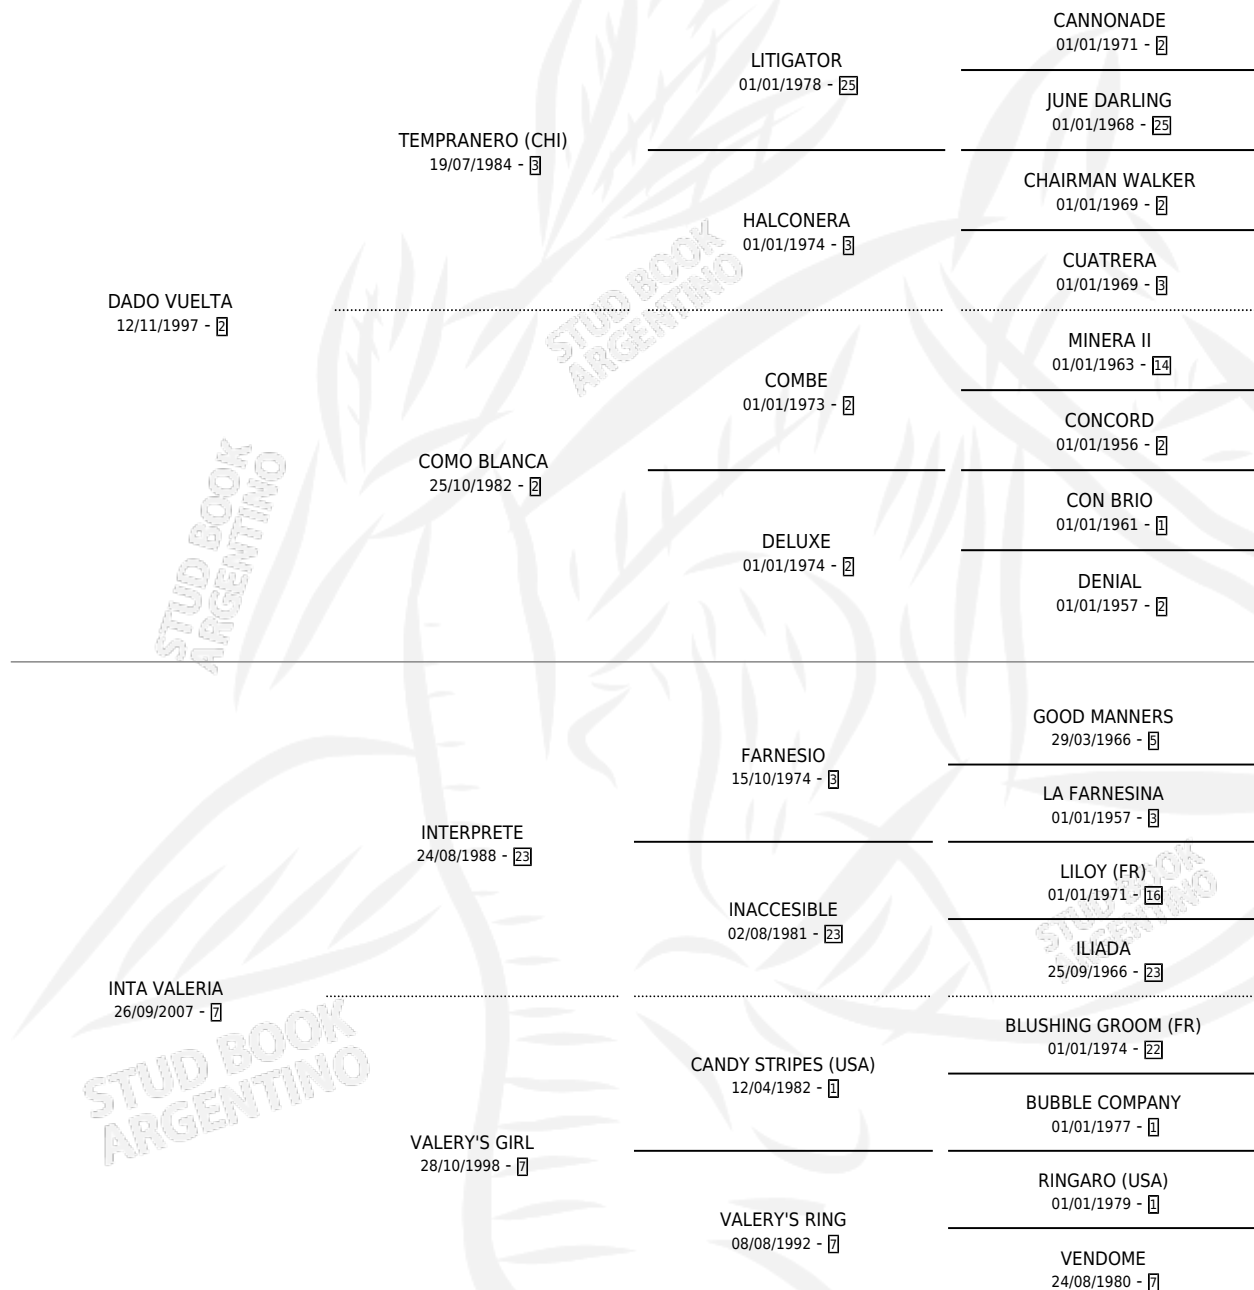 DADO VUELTA
12/11/1997 - 2
TEMPRANERO (CHI)
19/07/1984 - 3
LITIGATOR
01/01/1978 - 25
CANNONADE
01/01/1971 - 2
JUNE DARLING
01/01/1968 - 25
HALCONERA
01/01/1974 - 3
CHAIRMAN WALKER
01/01/1969 - 2
CUATRERA
01/01/1969 - 3
COMO BLANCA
25/10/1982 - 2
COMBE
01/01/1973 - 2
MINERA II
01/01/1963 - 14
CONCORD
01/01/1956 - 2
DELUXE
01/01/1974 - 2
CON BRIO
01/01/1961 - 1
DENIAL
01/01/1957 - 2
INTA VALERIA
26/09/2007 - 7
INTERPRETE
24/08/1988 - 23
FARNESIO
15/10/1974 - 3
GOOD MANNERS
29/03/1966 - 5
LA FARNESINA
01/01/1957 - 3
INACCESIBLE
02/08/1981 - 23
LILOY (FR)
01/01/1971 - 16
ILIADA
25/09/1966 - 23
VALERY'S GIRL
28/10/1998 - 7
CANDY STRIPES (USA)
12/04/1982 - 1
BLUSHING GROOM (FR)
01/01/1974 - 22
BUBBLE COMPANY
01/01/1977 - 1
VALERY'S RING
08/08/1992 - 7
RINGARO (USA)
01/01/1979 - 1
VENDOME
24/08/1980 - 7
STUD BOOK
ARGENTINO
STUD BOOK
ARGENTINO
STUD BOOK
ARGENTINO
STUD BOOK
ARGENTINO